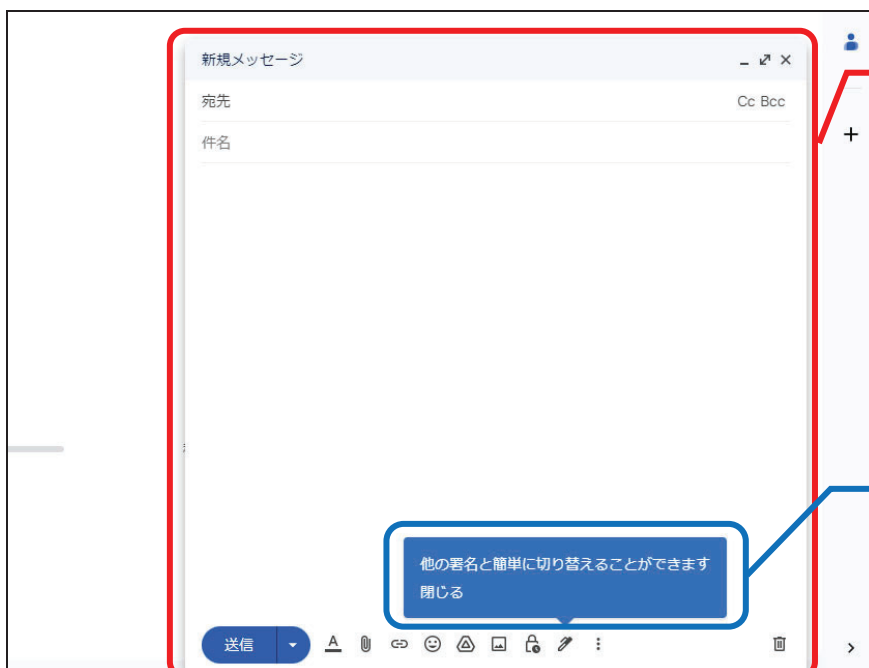 新規メッセージ
宛先 Cc Bcc
件名
他の署名と簡単に切り替えることができます
閉じる
送信